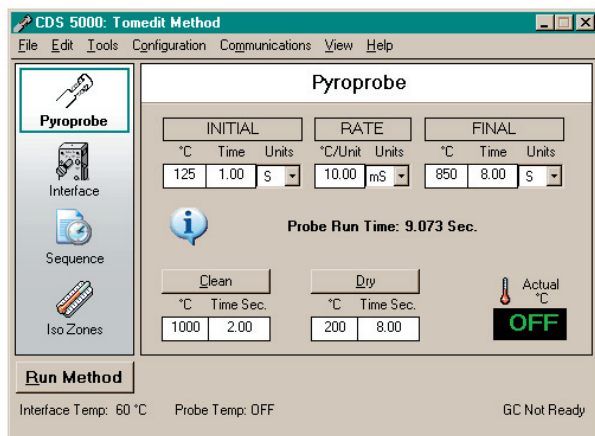 CDS 5000: Tomedit Method
File Edit Tools Configuration Communications View Help
Pyroprobe
Pyroprobe
Interface
Sequence
Iso Zones
INITIAL RATE FINAL
°C Time Units °C/Unit Units °C Time Units
125 1.00 S 10.00 mS 850 8.00 S
Probe Run Time: 9.073 Sec.
Clean Dry
°C Time Sec. °C Time Sec.
1000 2.00 200 8.00
Actual
°C
OFF
Run Method
Interface Temp: 60 °C Probe Temp: OFF GC Not Ready